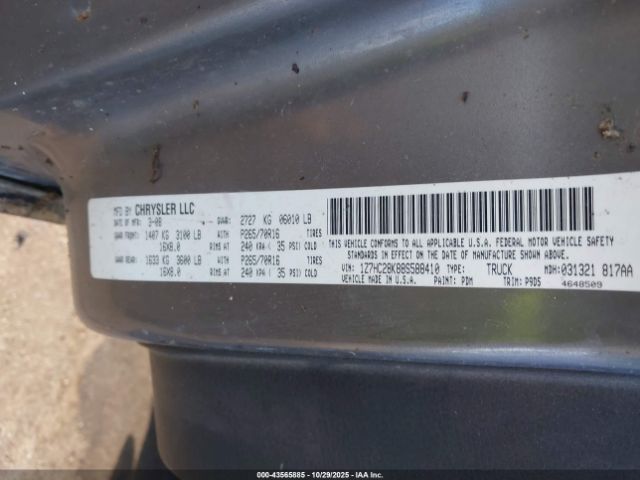 MFD BY CHRYSLER LLC
DATE OF MFR: 3-08 GVWR: 2727 KG 06010 LB
GAWR FRONT: 1407 KG 3100 LB WITH P265/70R16 TIRES
16X8.0 RIMS AT 240 KPA ( 35 PSI) COLD
GAWR REAR: 1633 KG 3600 LB WITH P265/70R16 TIRES
16X8.0 RIMS AT 240 KPA ( 35 PSI) COLD
THIS VEHICLE CONFORMS TO ALL APPLICABLE U.S.A. FEDERAL MOTOR VEHICLE SAFETY
STANDARDS IN EFFECT ON THE DATE OF MANUFACTURE SHOWN ABOVE.
VIN: 1Z7HC28K88S588410 TYPE: TRUCK MDH: 031321 817AA
VEHICLE MADE IN U.S.A. PAINT: PDM TRIM: P9D5 4648509
000-43565885 • 10/29/2025 • IAAI.COM